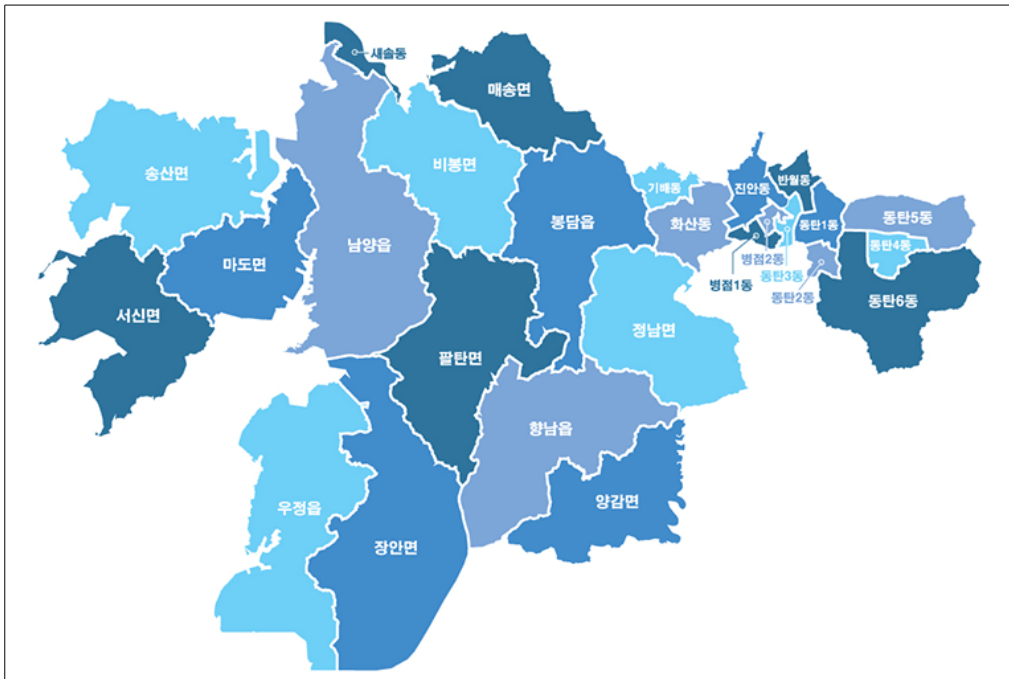 새솔동
매송면
송산면
비봉면
기배동
진안동
반월동
봉담읍
화산동
동탄1동
동탄5동
남양읍
동탄4동
마도면
병점2동
동탄3동
병점1동
동탄2동
동탄6동
서신면
정남면
팔탄면
향남읍
우정읍
양감면
장안면